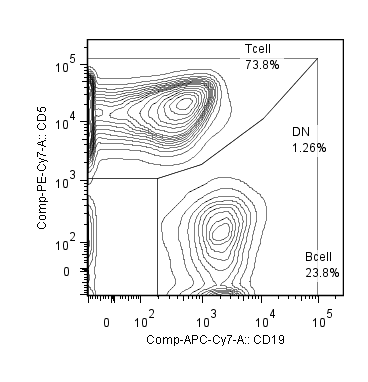 Tcell
73.8%
10^5
10^4
DN
1.26%
10^3
10^2
Bcell
23.8%
0
0 10^2 10^3 10^4 10^5
Comp-PE-Cy7-A:: CD5
Comp-APC-Cy7-A:: CD19